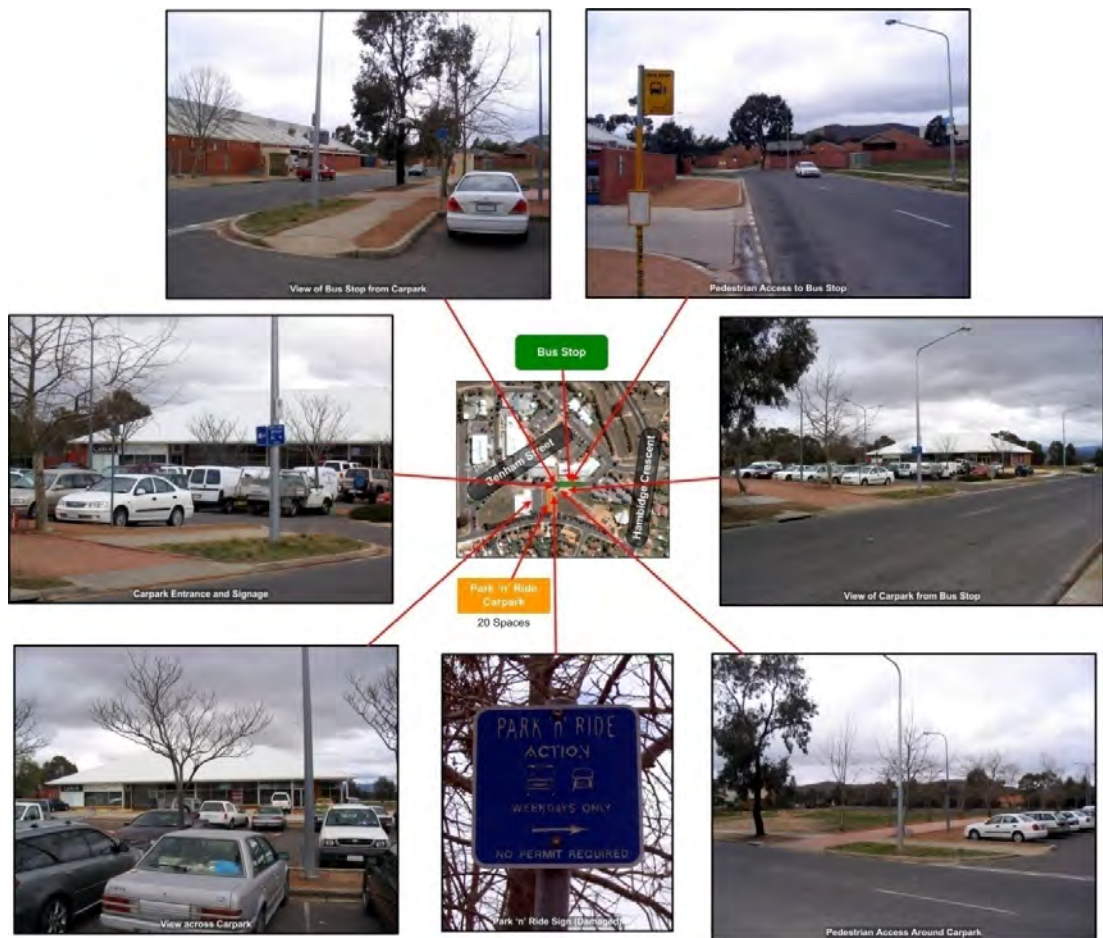 View of Bus Stop from Carpark
Pedestrian Access to Bus Stop
Bus Stop
Benham Street
Hambidge Crescent
Carpark Entrance and Signage
View of Carpark from Bus Stop
Park 'n' Ride
Carpark
20 Spaces
PARK 'n' RIDE
ACTION
WEEKDAYS ONLY
NO PERMIT REQUIRED
View across Carpark
Park 'n' Ride Sign (Damaged)
Pedestrian Access Around Carpark